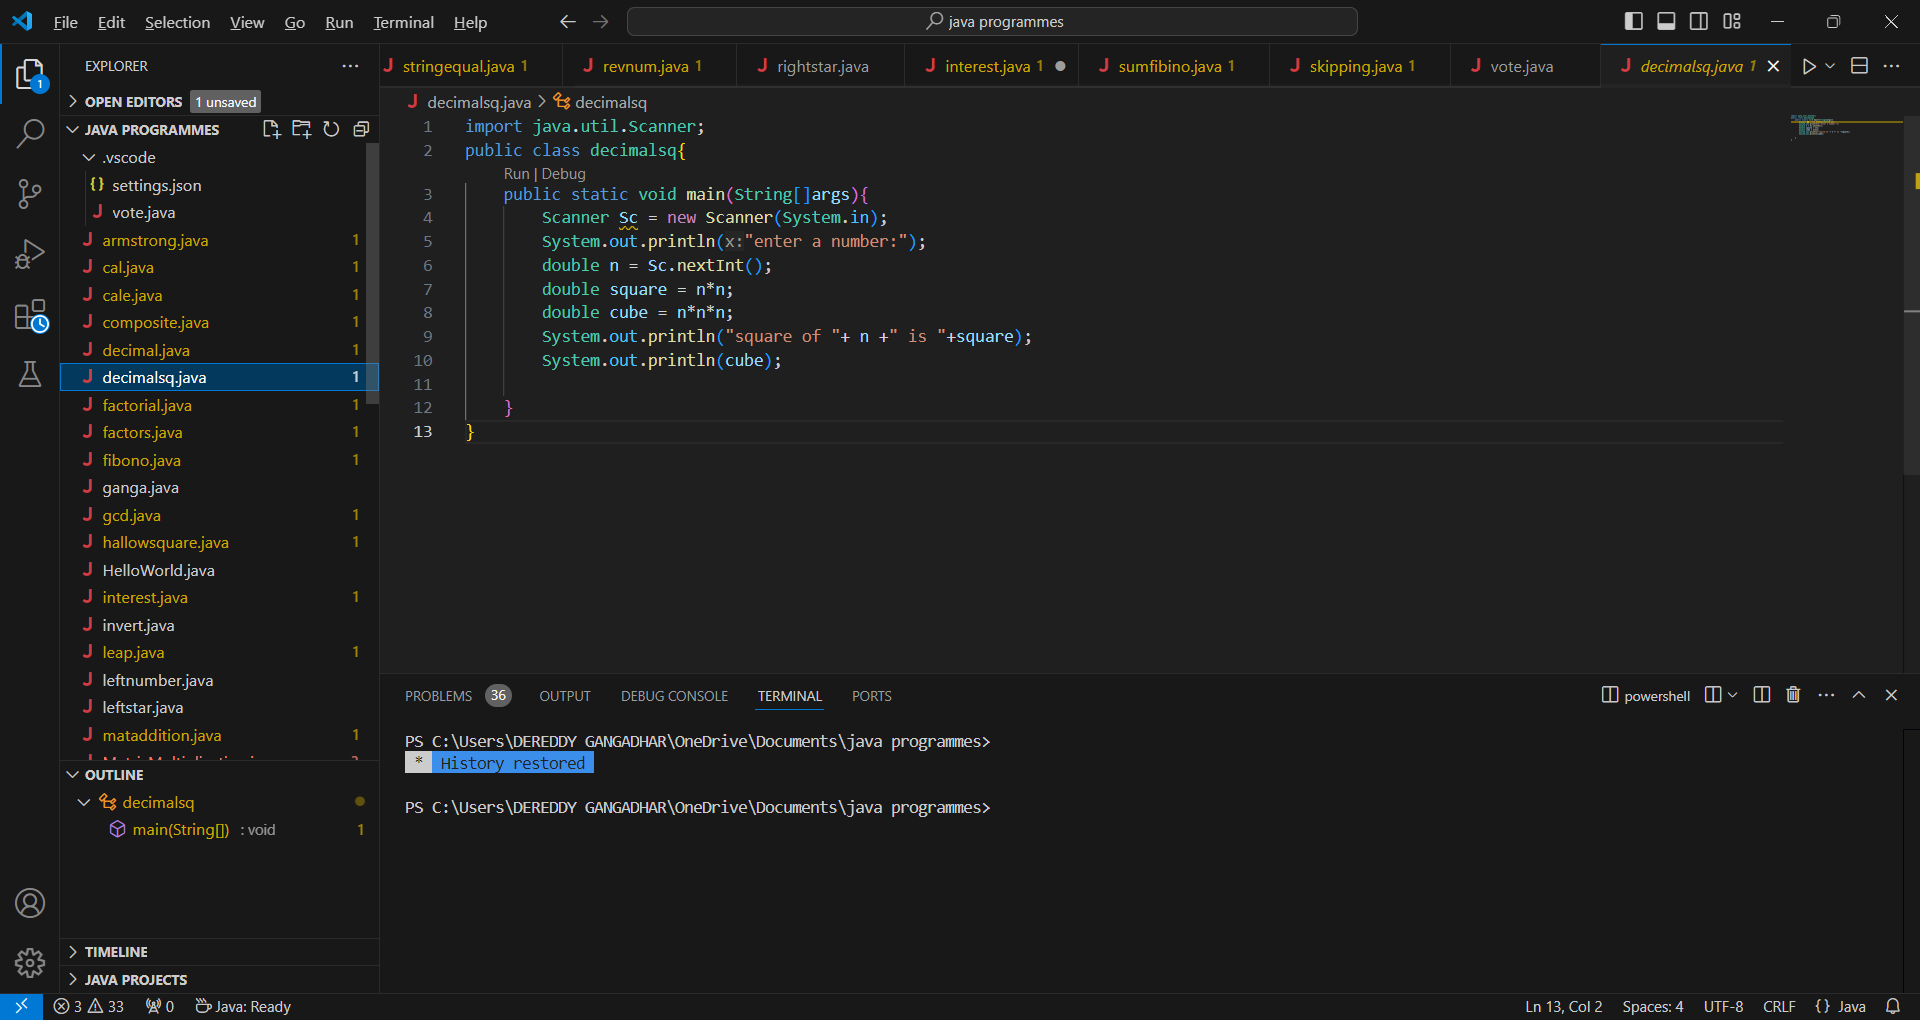 File Edit Selection View Go Run Terminal Help java programmes
EXPLORER
OPEN EDITORS 1 unsaved
JAVA PROGRAMMES
.vscode
{} settings.json
J vote.java
J armstrong.java 1
J cal.java 1
J cale.java 1
J composite.java 1
J decimal.java 1
J decimalsq.java 1
J factorial.java 1
J factors.java 1
J fibono.java 1
J ganga.java
J gcd.java 1
J hallowsquare.java 1
J HelloWorld.java
J interest.java 1
J invert.java
J leap.java 1
J leftnumber.java
J leftstar.java
J mataddition.java 1
OUTLINE
decimalsq
main(String[]) : void 1
TIMELINE
JAVA PROJECTS
J stringequal.java 1 J revnum.java 1 J rightstar.java J interest.java 1 J sumfibino.java 1 J skipping.java 1 J vote.java J decimalsq.java 1
J decimalsq.java > decimalsq
1 import java.util.Scanner;
2 public class decimalsq{
Run | Debug
3 public static void main(String[]args){
4 Scanner Sc = new Scanner(System.in);
5 System.out.println(x:"enter a number:");
6 double n = Sc.nextInt();
7 double square = n*n;
8 double cube = n*n*n;
9 System.out.println("square of "+ n +" is "+square);
10 System.out.println(cube);
11
12 }
13 }
PROBLEMS 36 OUTPUT DEBUG CONSOLE TERMINAL PORTS powershell
PS C:\Users\DEREDDY GANGADHAR\OneDrive\Documents\java programmes>
* History restored
PS C:\Users\DEREDDY GANGADHAR\OneDrive\Documents\java programmes>
3 33 0 Java: Ready Ln 13, Col 2 Spaces: 4 UTF-8 CRLF {} Java